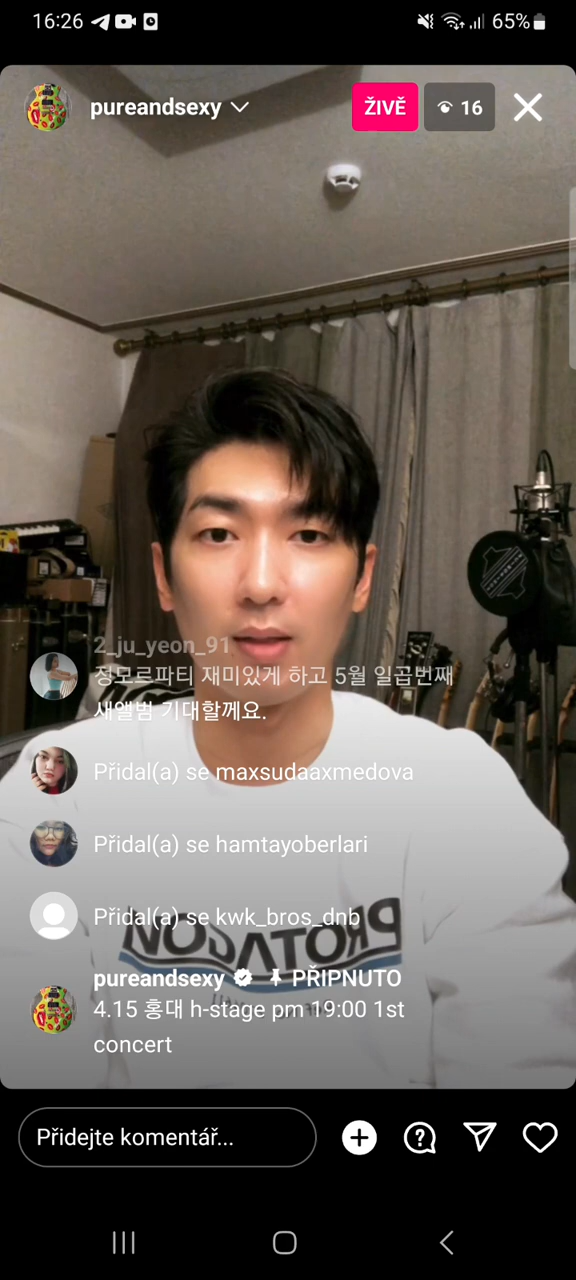 16:26
65%
pureandsexy
ŽIVĚ
16
2_ju_yeon_91
정모르파티 재미있게 하고 5월 일곱번째
새앨범 기대할께요.
Přidal(a) se maxsudaaxmedova
Přidal(a) se hamtayoberlari
Přidal(a) se kwk_bros_dnb
PROTAGON
pureandsexy PŘIPNUTO
4.15 홍대 h-stage pm 19:00 1st
concert
Přidejte komentář...